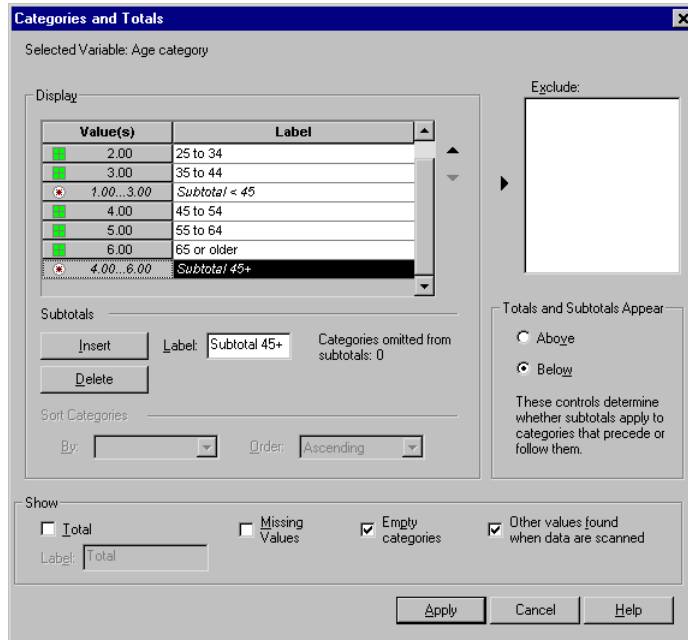 Categories and Totals
Selected Variable: Age category
Display
Value(s) Label
2.00 25 to 34
3.00 35 to 44
1.00...3.00 Subtotal < 45
4.00 45 to 54
5.00 55 to 64
6.00 65 or older
4.00...6.00 Subtotal 45+
Subtotals
Insert Label: Subtotal 45+ Categories omitted from
subtotals: 0
Delete
Sort Categories
By: Order: Ascending
Exclude:
Totals and Subtotals Appear
Above
Below
These controls determine
whether subtotals apply to
categories that precede or
follow them.
Show
Total
Label: Total
Missing
Values
Empty
categories
Other values found
when data are scanned
Apply Cancel Help